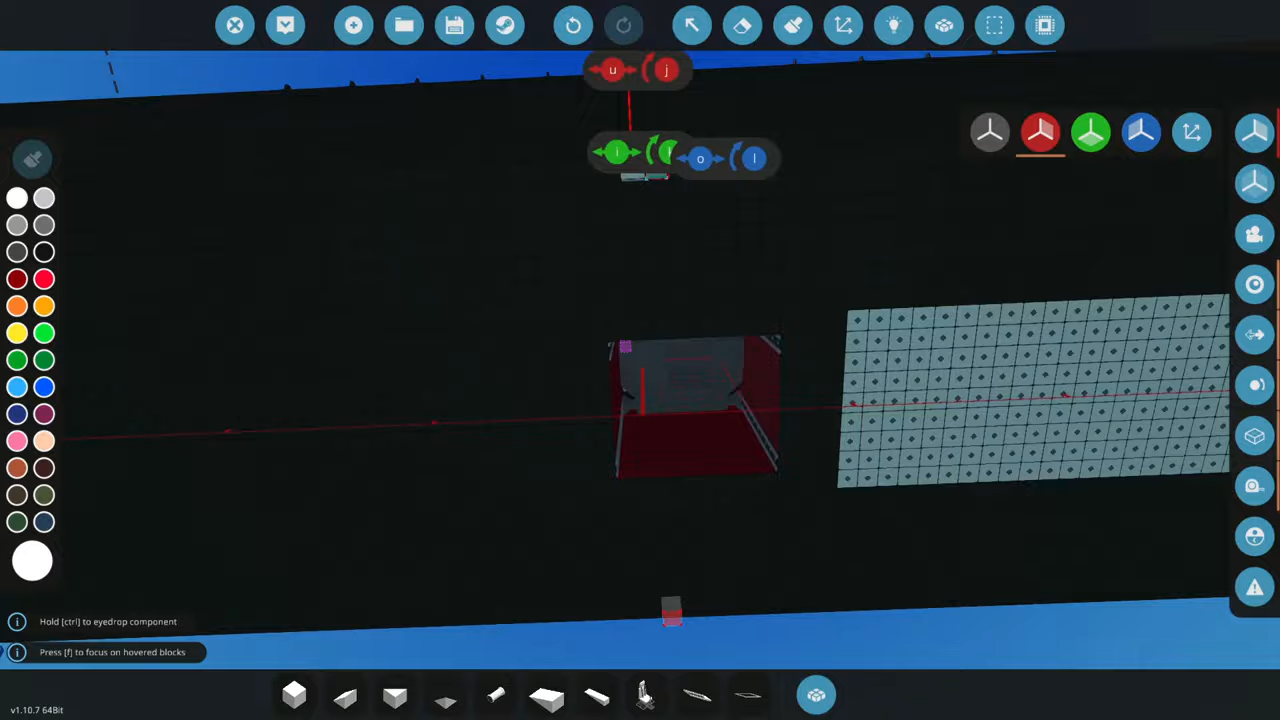 u j
i
o l
Hold [ctrl] to eyedrop component
Press [f] to focus on hovered blocks
v1.10.7 64Bit